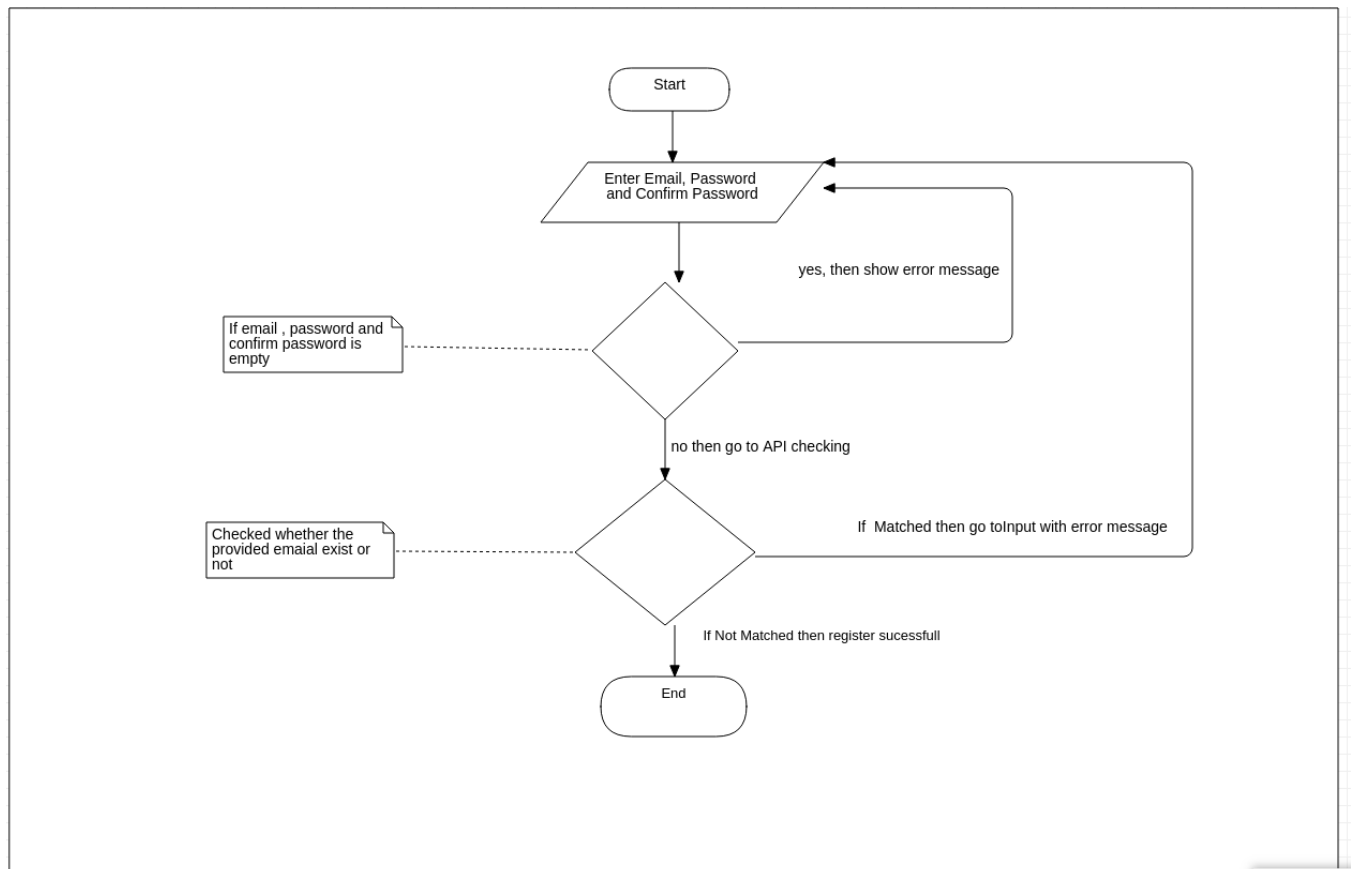 Start
Enter Email, Password
and Confirm Password
yes, then show error message
If email , password and
confirm password is
empty
no then go to API checking
Checked whether the
provided emaial exist or
not
If  Matched then go toInput with error message
If Not Matched then register sucessfull
End